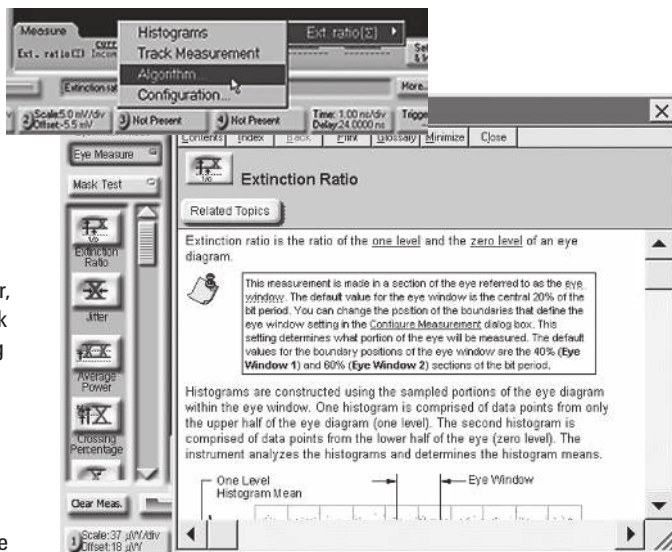 Measure
Ext. ratio(Σ)
Histograms
Ext. ratio(Σ)
Track Measurement
Algorithm...
Configuration...
More...
2) Scale:5.0 mV/div
Offset:-5.5 mV
3) Not Present
4) Not Present
Time: 1.00 ns/div
Delay:24.0000 ns
Contents Index Back Print Glossary Minimize Close
Eye Measure
Mask Test
Extinction Ratio
Jitter
Average Power
Crossing Percentage
Clear Meas.
1) Scale:37 µW/div
Offset:18 µW
Extinction Ratio
Related Topics
Extinction ratio is the ratio of the one level and the zero level of an eye
diagram.
This measurement is made in a section of the eye referred to as the eye
window. The default value for the eye window is the central 20% of the
bit period. You can change the position of the boundaries that define the
eye window setting in the Configure Measurement dialog box. This
setting determines what portion of the eye will be measured. The default
values for the boundary positions of the eye window are the 40% (Eye
Window 1) and 60% (Eye Window 2) sections of the bit period.
Histograms are constructed using the sampled portions of the eye diagram
within the eye window. One histogram is comprised of data points from only
the upper half of the eye diagram (one level). The second histogram is
comprised of data points from the lower half of the eye (zero level). The
instrument analyzes the histograms and determines the histogram means.
One Level
Histogram Mean
Eye Window